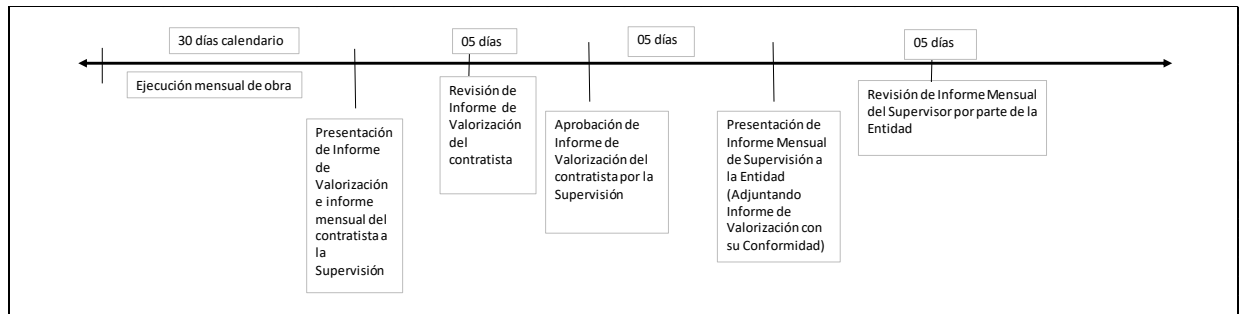 30 días calendario
05 días
05 días
05 días
Ejecución mensual de obra
Presentación
de Informe
de
Valorización
e informe
mensual del
contratista a
la
Supervisión
Revisión de
Informe de
Valorización
del
contratista
Aprobación de
Informe de
Valorización del
contratista por la
Supervisión
Presentación de
Informe Mensual
de Supervisión a
la Entidad
(Adjuntando
Informe de
Valorización con
su Conformidad)
Revisión de Informe Mensual
del Supervisor por parte de la
Entidad